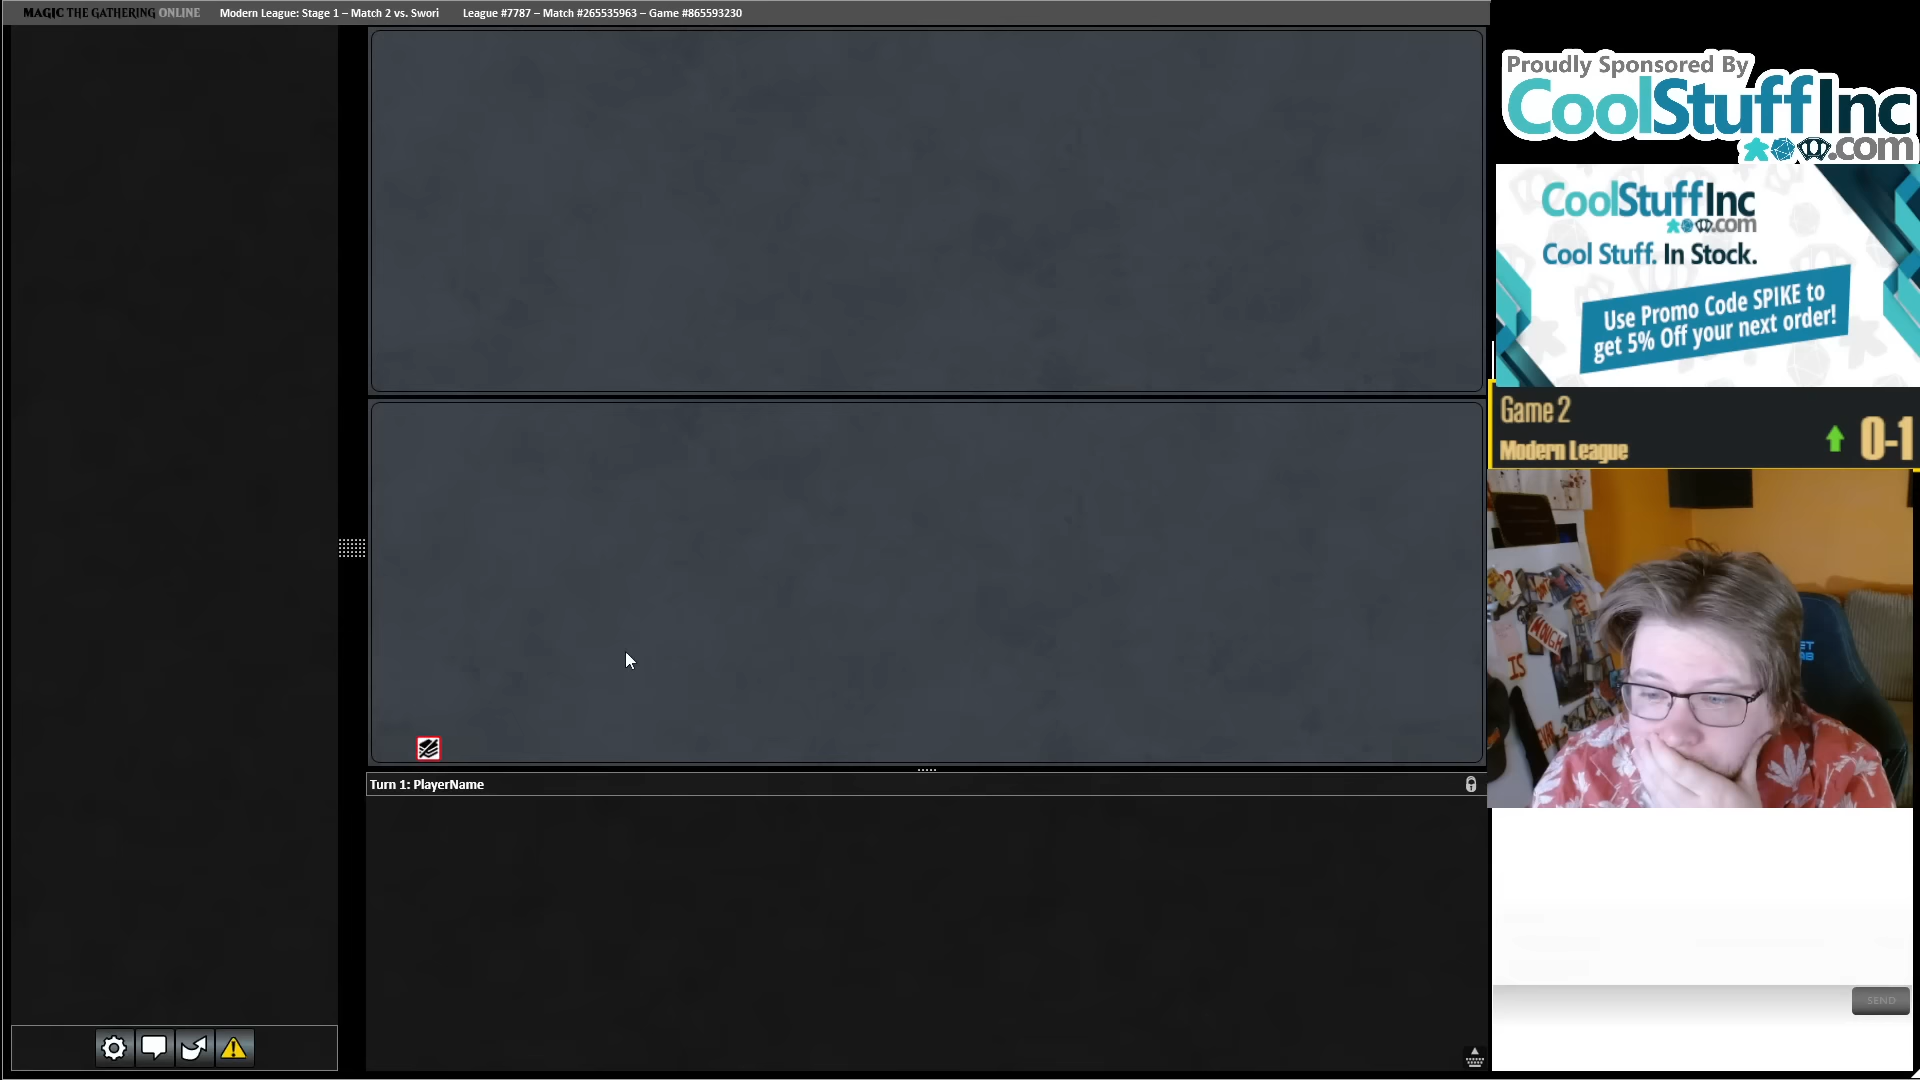 MAGIC THE GATHERING ONLINE Modern League: Stage 1 – Match 2 vs. Swori League #7787 – Match #265535963 – Game #865593230
Proudly Sponsored By
CoolStuffInc
.com
CoolStuffInc
.com
Cool Stuff. In Stock.
Use Promo Code SPIKE to
get 5% Off your next order!
Game 2
Modern League
0-1
MOUGH
IS
Turn 1: PlayerName
SEND